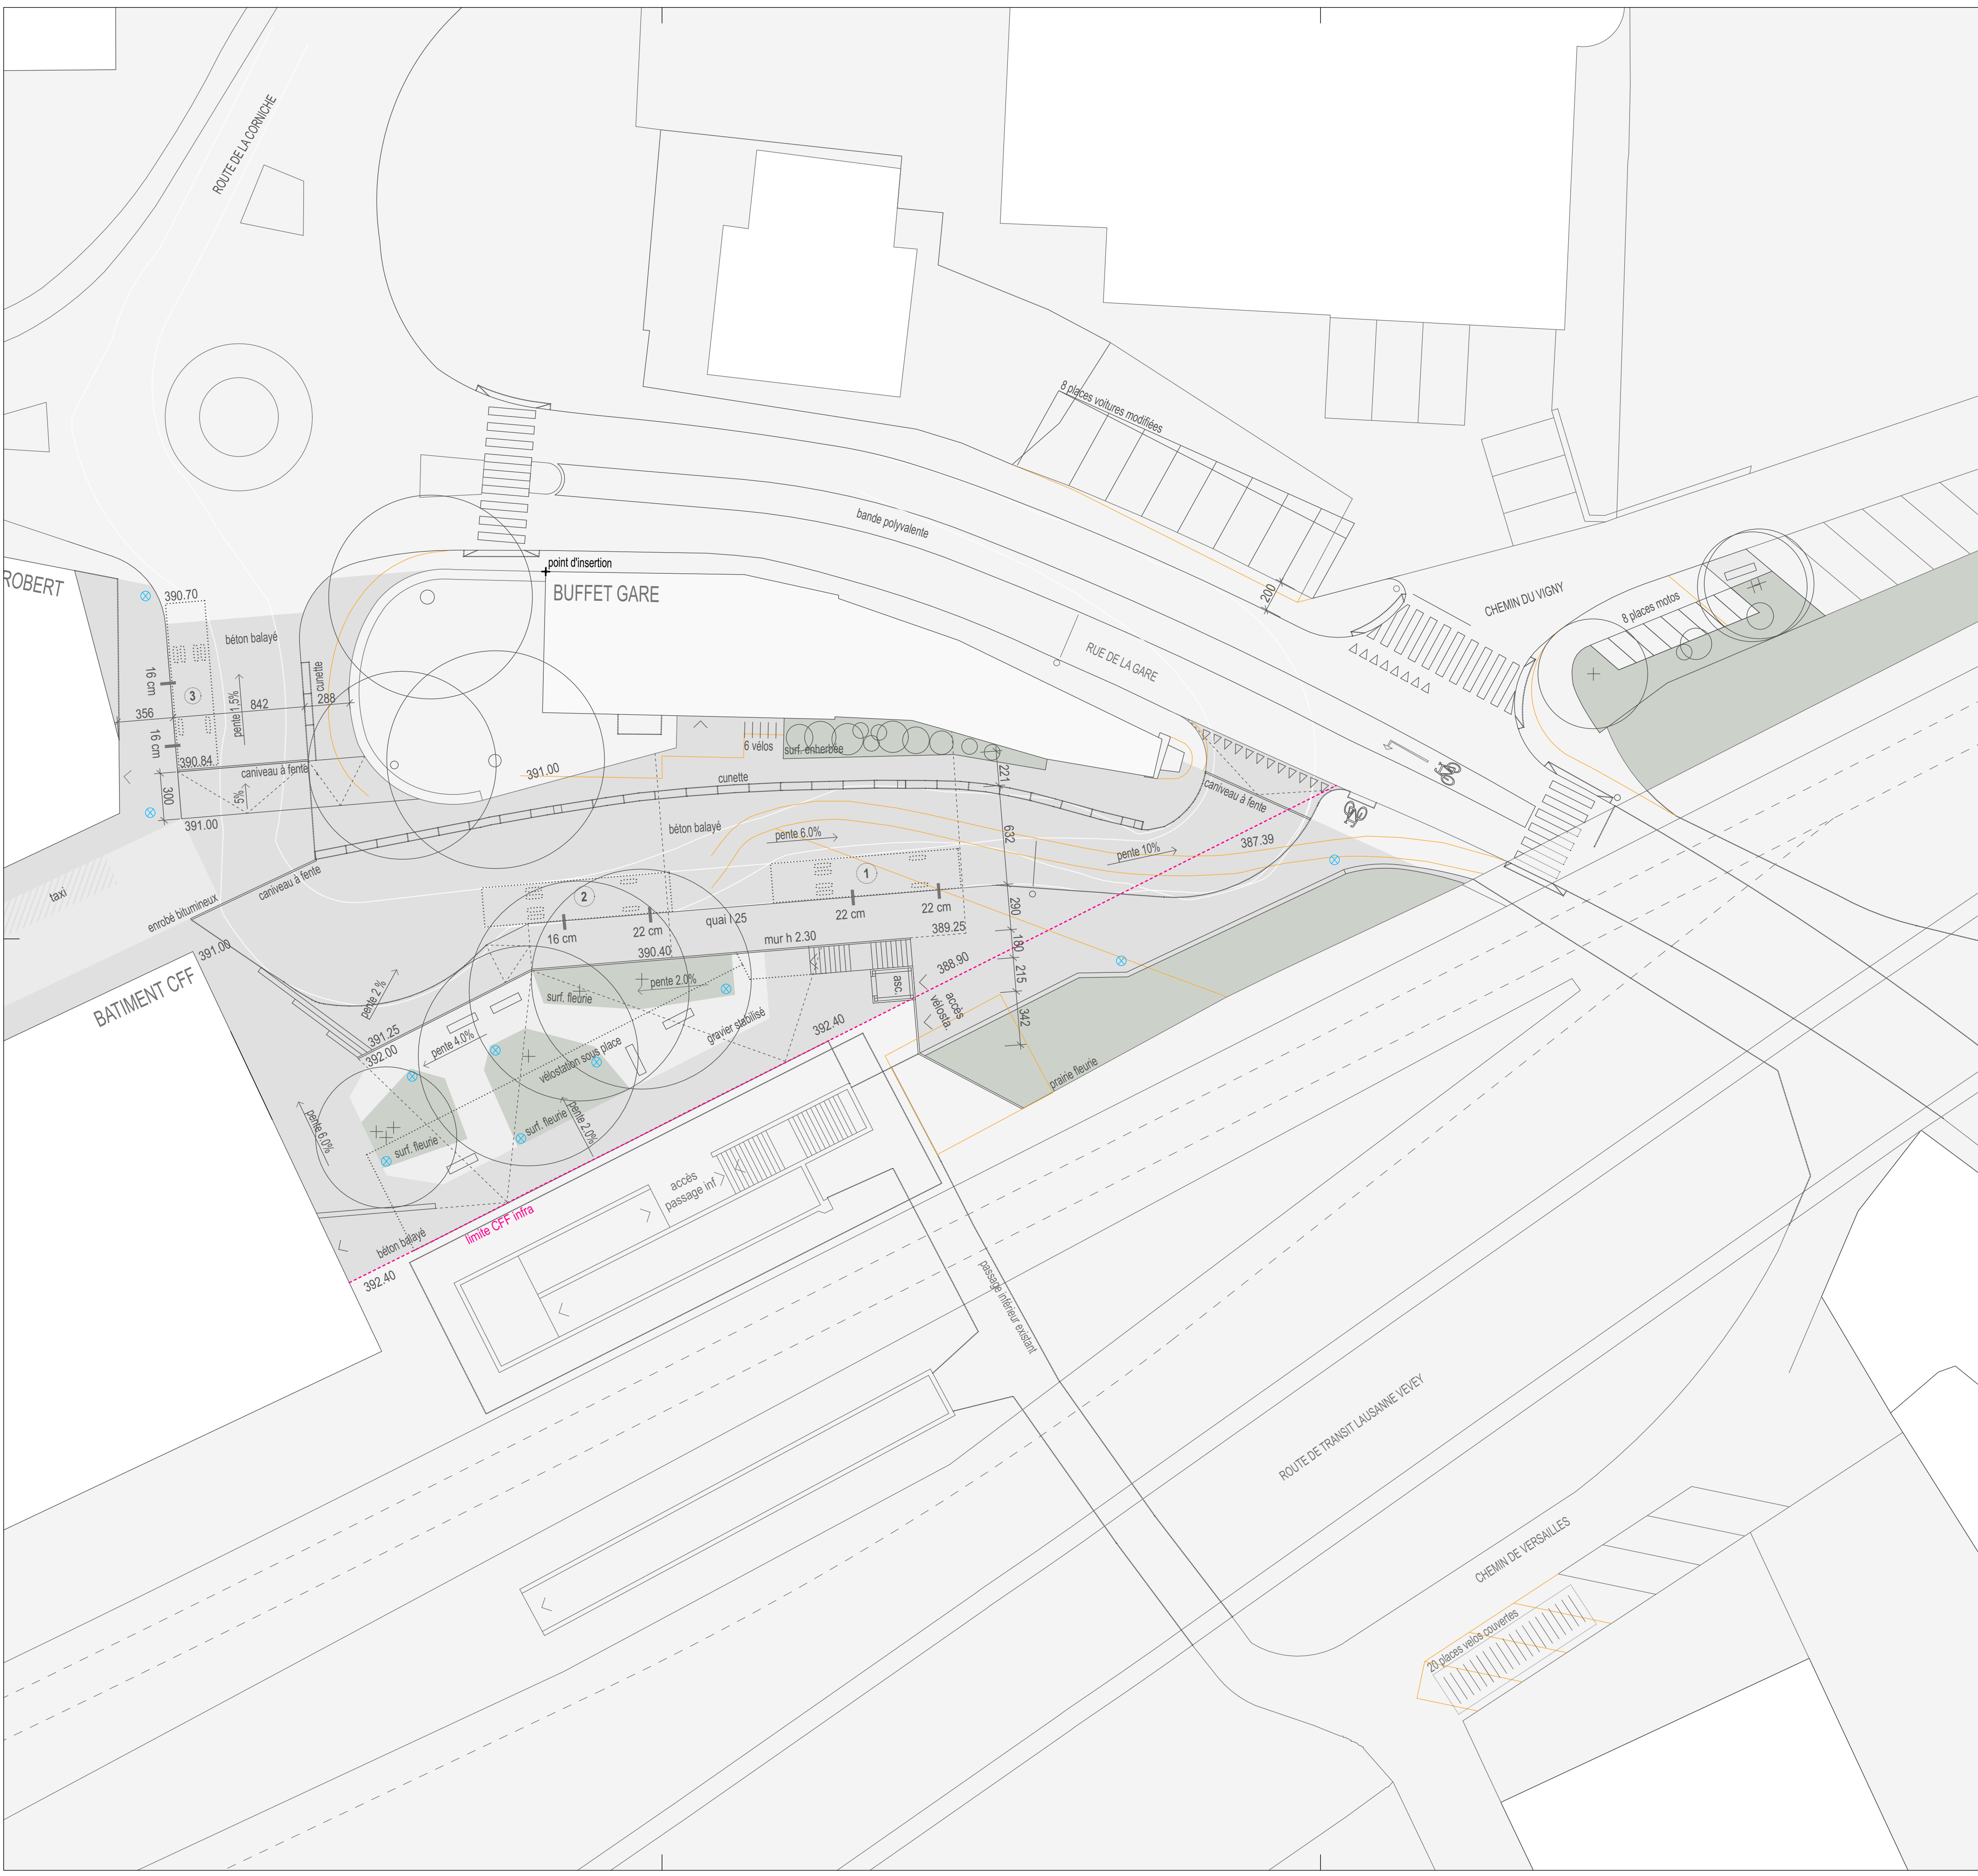 ROUTE DE LA CORNICHE
8 places voitures modifiées
bande polyvalente
point d'insertion
BUFFET GARE
ROBERT
390.70
béton balayé
16 cm
3
cunette
356
842
288
pente 1.5%
16 cm
390.84
caniveau à fente
300
5%
391.00
200
CHEMIN DU VIGNY
8 places motos
RUE DE LA GARE
6 vélos
surf. enherbée
391.00
cunette
221
caniveau à fente
béton balayé
pente 6.0%
632
pente 10%
387.39
taxi
enrobé bitumineux
caniveau à fente
391.00
2
1
16 cm
22 cm
quai l 25
22 cm
22 cm
290
mur h 2.30
389.25
390.40
180
388.90
215
342
BATIMENT CFF
pente 2 %
391.25
392.00
pente 4.0%
surf. fleurie
pente 2.0%
gravier stabilisé
392.40
asc.
accès
vélosta.
vélostation sous place
prairie fleurie
pente 6.0%
surf. fleurie
surf. fleurie
pente 2.0%
accès
passage inf
limite CFF infra
béton balayé
392.40
passage inférieur existant
ROUTE DE TRANSIT LAUSANNE VEVEY
CHEMIN DE VERSAILLES
20 places velos couvertes